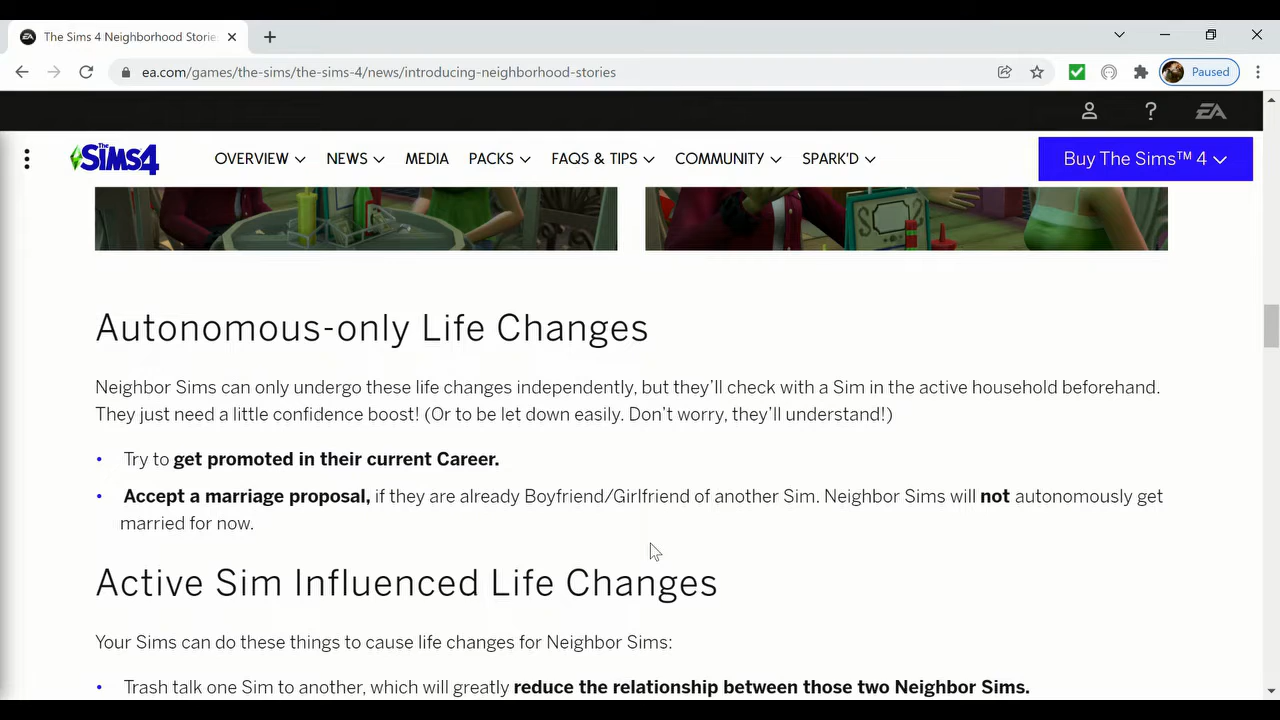 The Sims 4 Neighborhood Storie
ea.com/games/the-sims/the-sims-4/news/introducing-neighborhood-stories
Paused
EA
The SiMS 4
OVERVIEW
NEWS
MEDIA
PACKS
FAQS & TIPS
COMMUNITY
SPARK'D
Buy The Sims™ 4
Autonomous-only Life Changes
Neighbor Sims can only undergo these life changes independently, but they'll check with a Sim in the active household beforehand.
They just need a little confidence boost! (Or to be let down easily. Don't worry, they'll understand!)
• Try to get promoted in their current Career.
• Accept a marriage proposal, if they are already Boyfriend/Girlfriend of another Sim. Neighbor Sims will not autonomously get
married for now.
Active Sim Influenced Life Changes
Your Sims can do these things to cause life changes for Neighbor Sims:
• Trash talk one Sim to another, which will greatly reduce the relationship between those two Neighbor Sims.